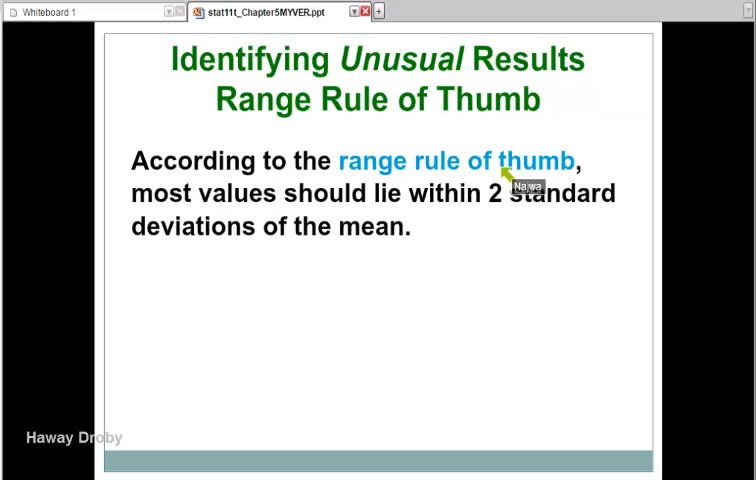 Whiteboard 1
stat11t_Chapter5MYVER.ppt
Identifying Unusual Results
Range Rule of Thumb
According to the range rule of thumb,
Najwa
most values should lie within 2 standard
deviations of the mean.
Haway Droby